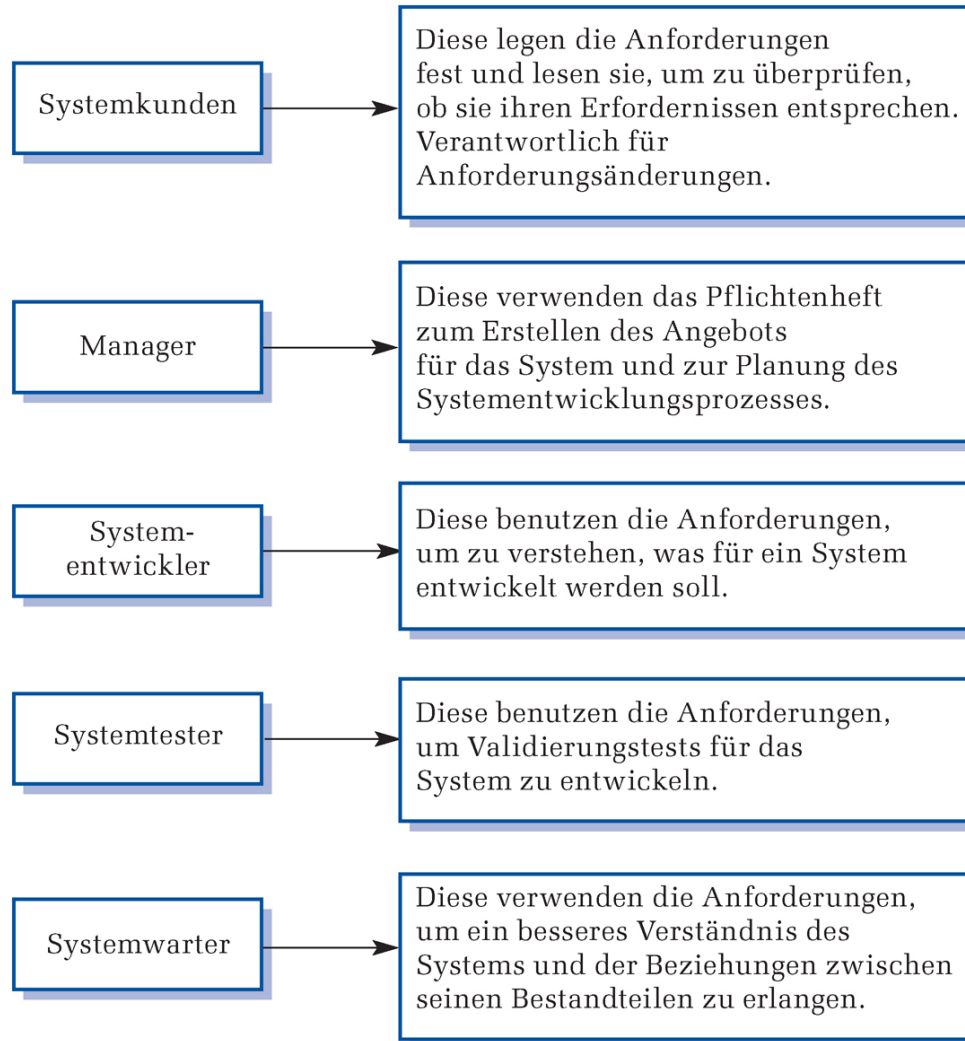 Systemkunden
Diese legen die Anforderungen
fest und lesen sie, um zu überprüfen,
ob sie ihren Erfordernissen entsprechen.
Verantwortlich für
Anforderungsänderungen.
Manager
Diese verwenden das Pflichtenheft
zum Erstellen des Angebots
für das System und zur Planung des
Systementwicklungsprozesses.
System-
entwickler
Diese benutzen die Anforderungen,
um zu verstehen, was für ein System
entwickelt werden soll.
Systemtester
Diese benutzen die Anforderungen,
um Validierungstests für das
System zu entwickeln.
Systemwarter
Diese verwenden die Anforderungen,
um ein besseres Verständnis des
Systems und der Beziehungen zwischen
seinen Bestandteilen zu erlangen.